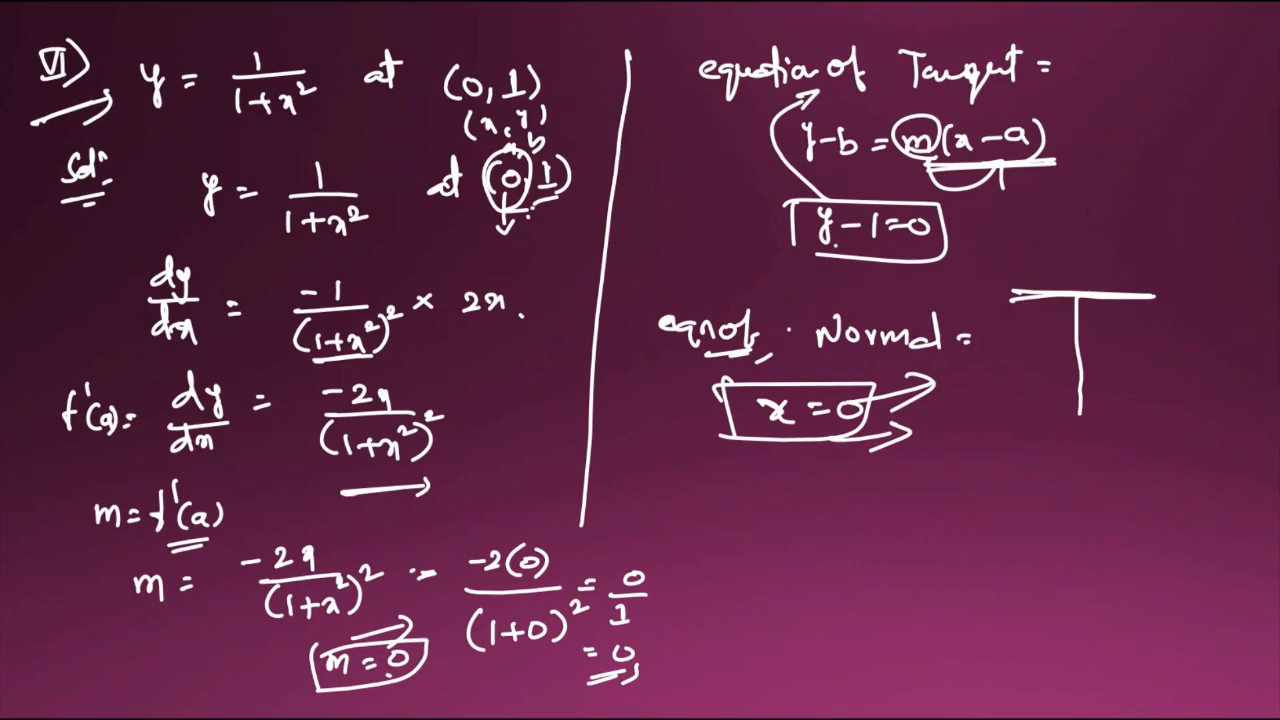 VI) y = 1/(1+x²) at (0, 1)
(x, y)
a b
Solⁿ: y = 1/(1+x²) at (0, 1)
dy/dx = -1/(1+x²)² × 2x.
f'(a) = dy/dx = -2x/(1+x²)²
m = f'(a)
m = -2x/(1+x²)² = -2(0)/(1+0)² = 0/1
= 0
m = 0
equation of Tangent =
y-b = m(x-a)
y-1=0
eqn of Normal =
x = 0